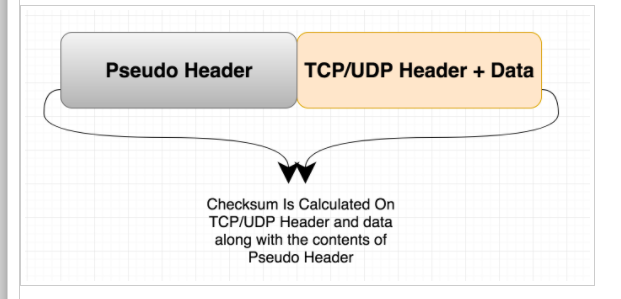 Pseudo Header
TCP/UDP Header + Data
Checksum Is Calculated On
TCP/UDP Header and data
along with the contents of
Pseudo Header